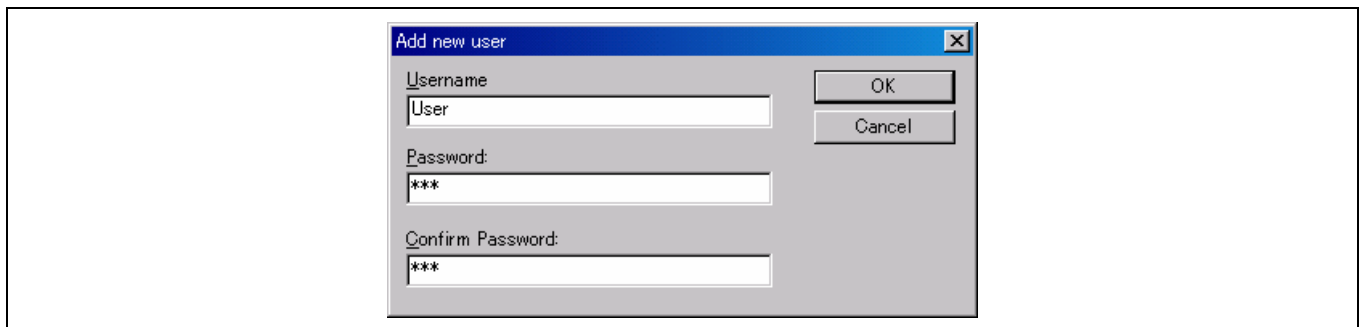 Add new user
Username
User
OK
Cancel
Password:
***
Confirm Password:
***